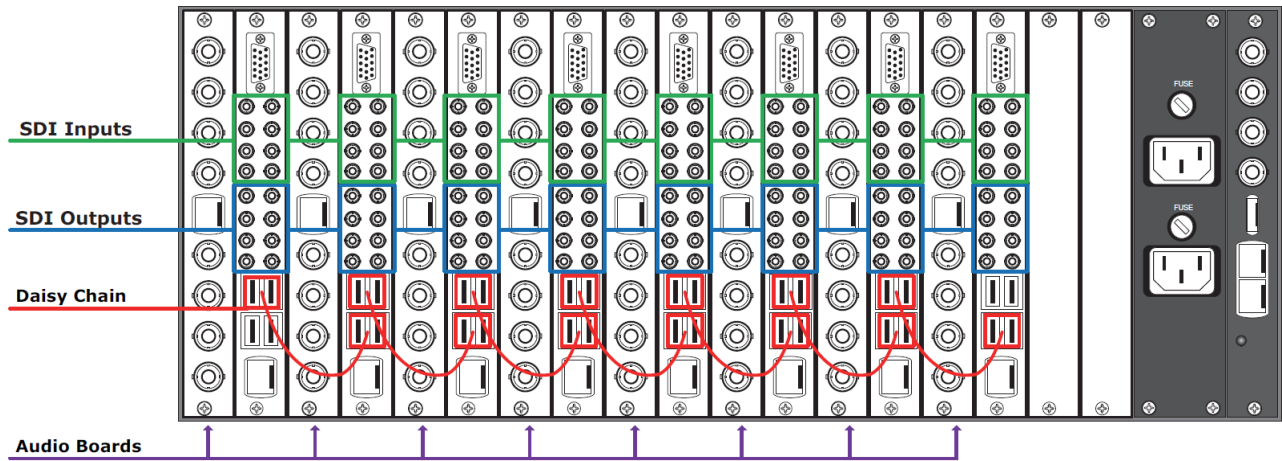 FUSE
SDI Inputs
SDI Outputs
FUSE
Daisy Chain
Audio Boards